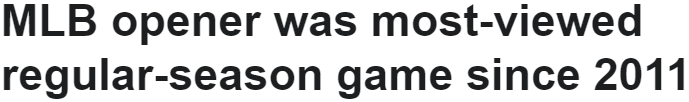 MLB opener was most-viewed
regular-season game since 2011